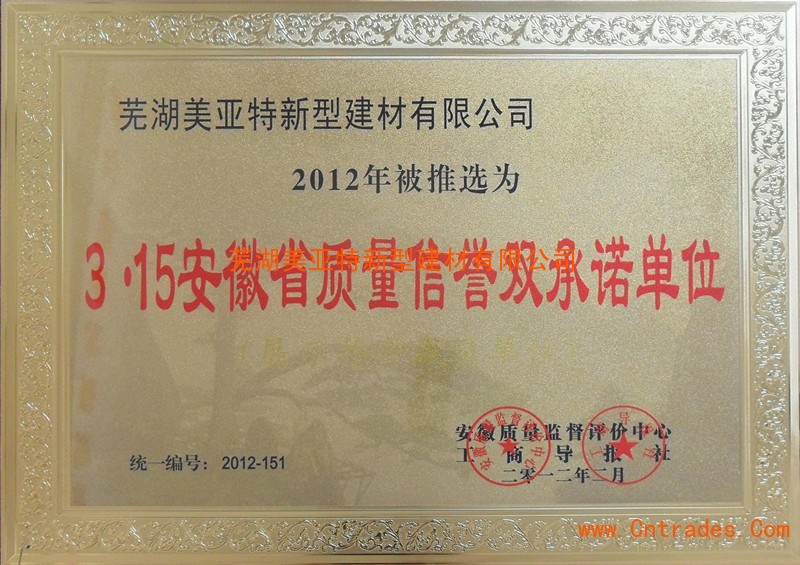 芜湖美亚特新型建材有限公司
2012年被推选为
3·15安徽省质量信誉双承诺单位
芜湖美亚特新型建材有限公司
安徽质量监督评价中心
工商导报社
统一编号：2012-151
二零一二年二月
www.Cntrades.Com